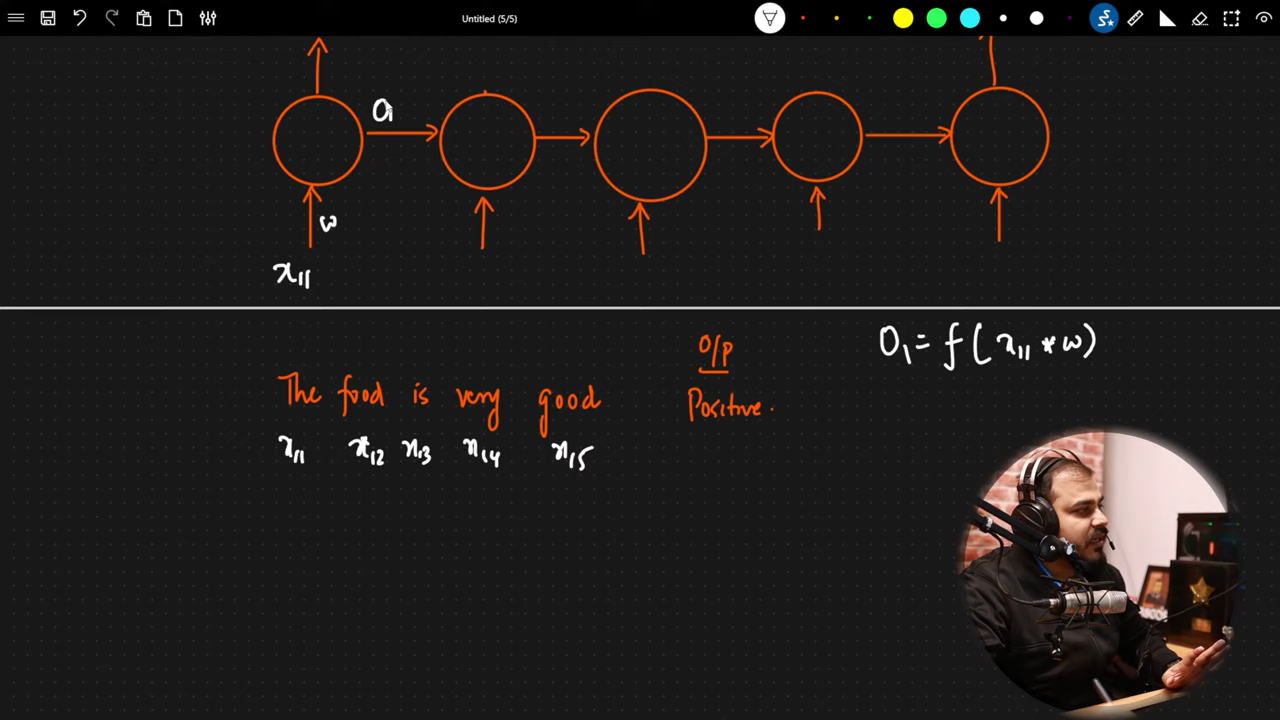 Untitled (5/5)
O1
w
x11
O/P
O1 = f(x11 * w)
The food is very good
Positive.
x11 x12 x13 x14 x15